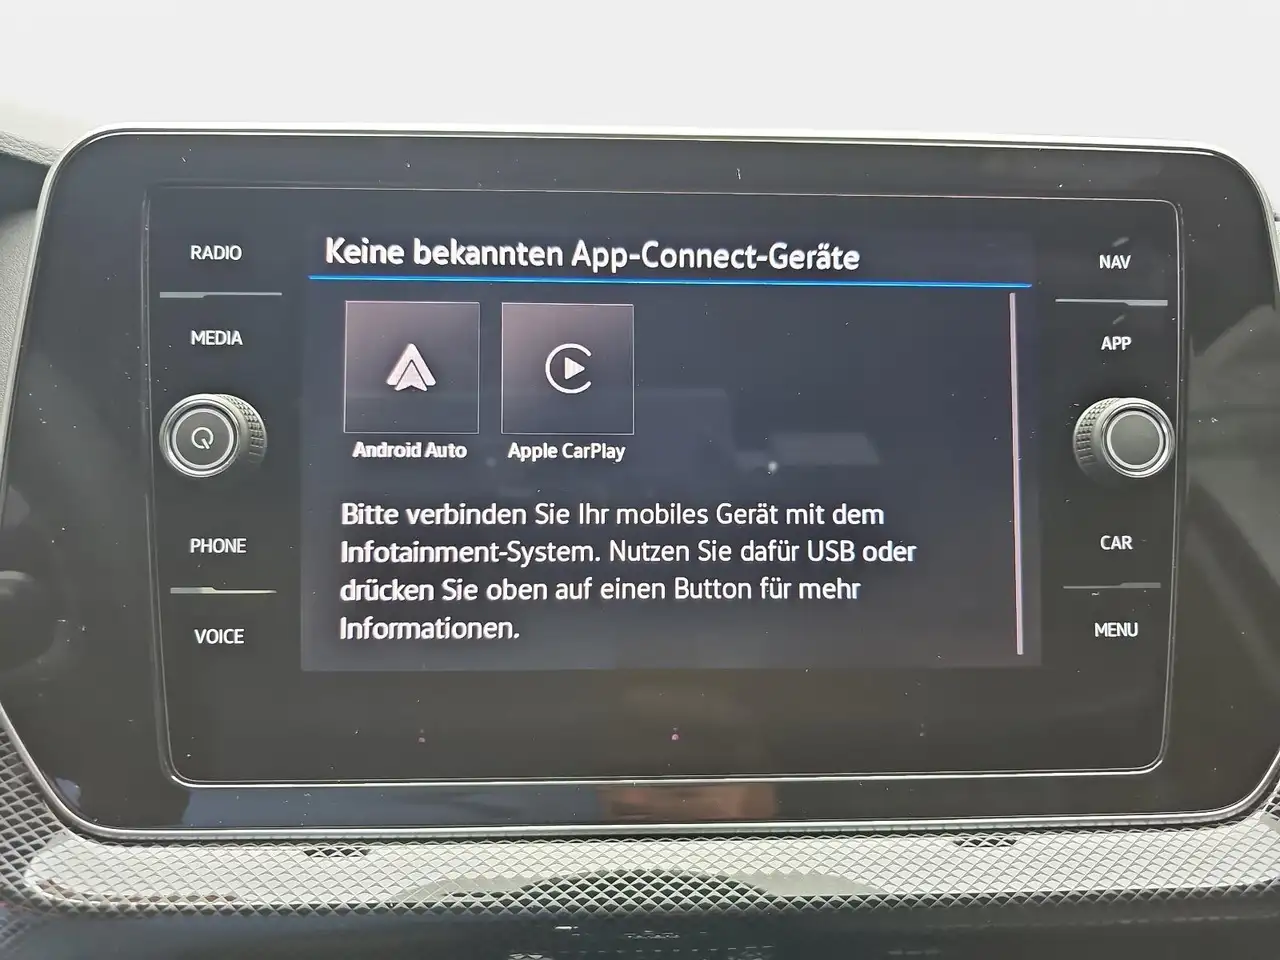 RADIO
MEDIA
PHONE
VOICE
Keine bekannten App-Connect-Geräte
Android Auto
Apple CarPlay
Bitte verbinden Sie Ihr mobiles Gerät mit dem
Infotainment-System. Nutzen Sie dafür USB oder
drücken Sie oben auf einen Button für mehr
Informationen.
NAV
APP
CAR
MENU